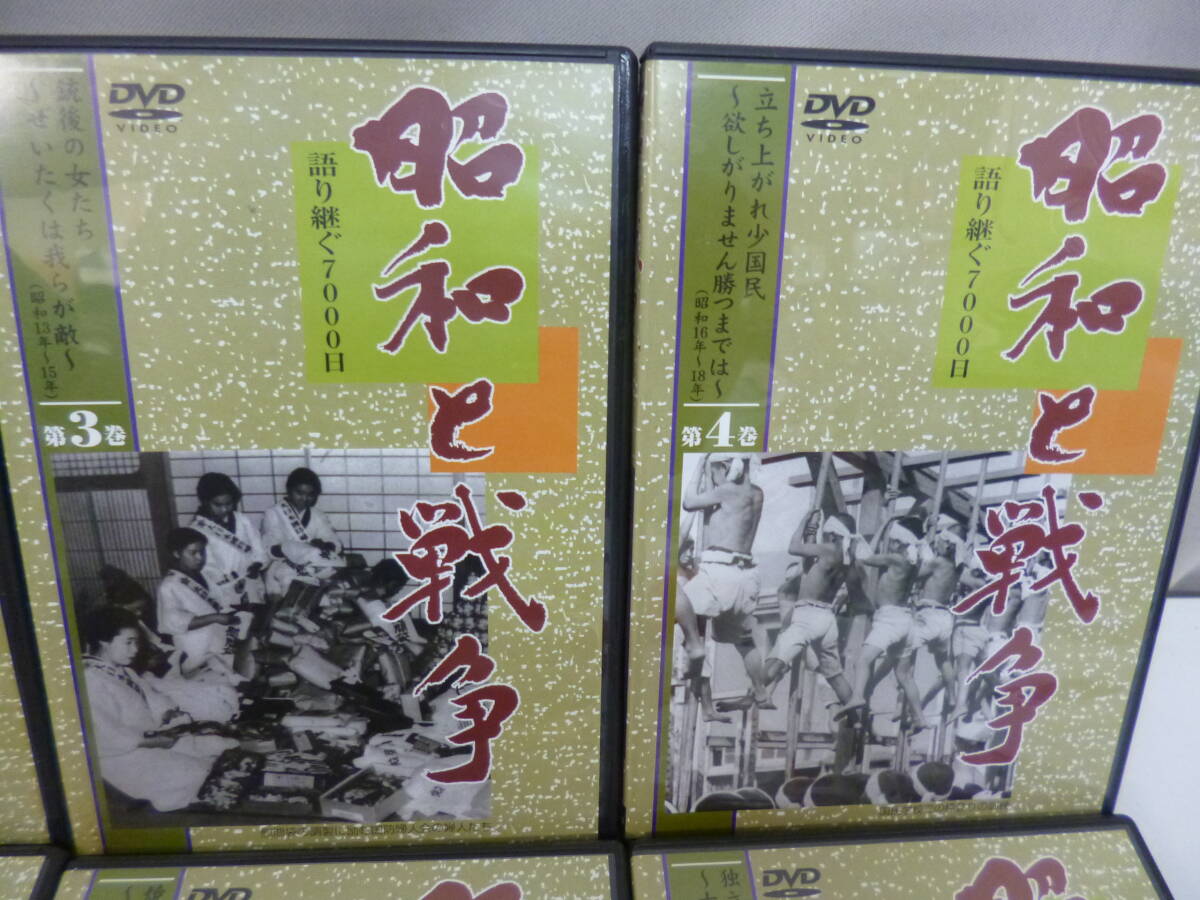 銃後の女たち
～せいたくは我らが敵～
(昭和13年～15年)
第3巻
DVD
VIDEO
語り継ぐ7000日
昭和と戦争
立ち上がれ少国民
～欲しがりません勝つまでは～
(昭和16年～18年)
第4巻
DVD
VIDEO
語り継ぐ7000日
昭和と戦争
DVD
DVD